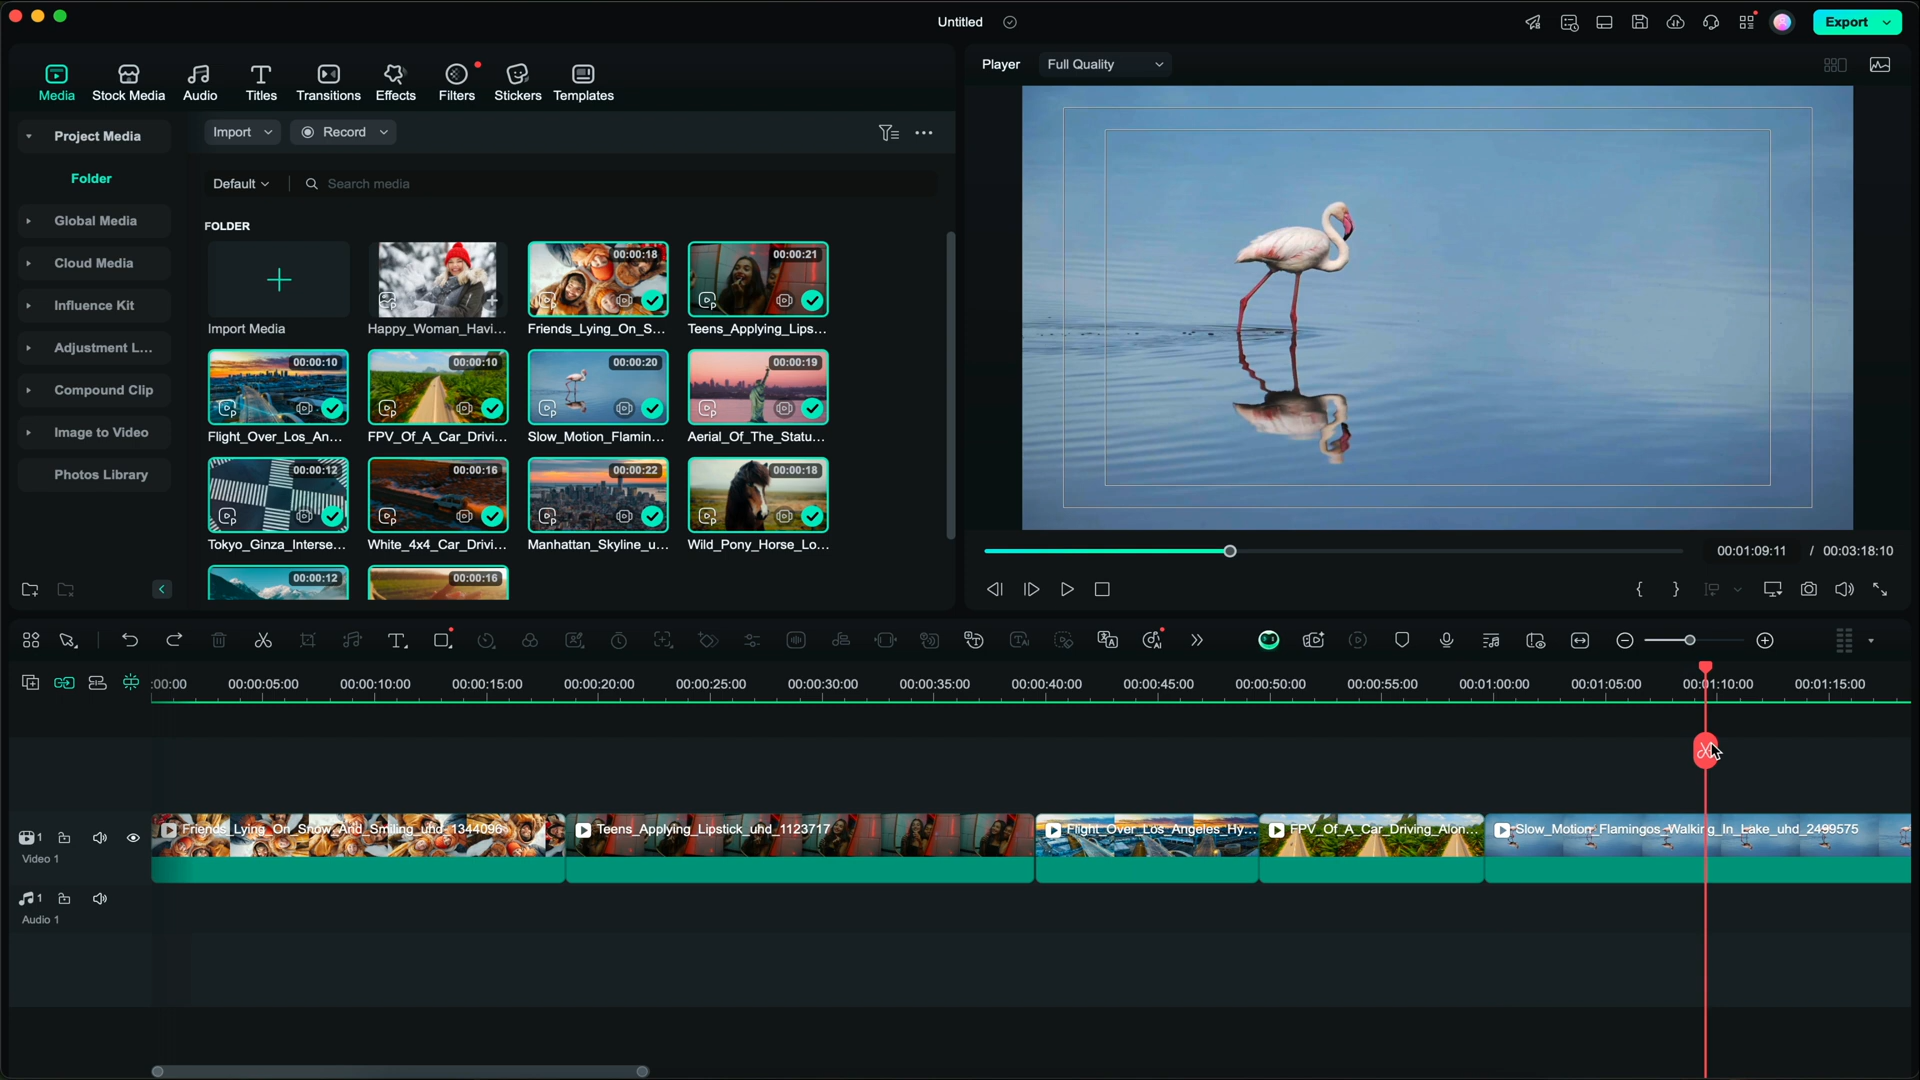 Untitled
Export
Media
Stock Media
Audio
Titles
Transitions
Effects
Filters
Stickers
Templates
Player
Full Quality
Project Media
Folder
Global Media
Cloud Media
Influence Kit
Adjustment L...
Compound Clip
Image to Video
Photos Library
Import
Record
Default
Search media
FOLDER
Import Media
Happy_Woman_Havi...
00:00:18
Friends_Lying_On_S...
00:00:21
Teens_Applying_Lips...
00:00:10
Flight_Over_Los_An...
00:00:10
FPV_Of_A_Car_Drivi...
00:00:20
Slow_Motion_Flamin...
00:00:19
Aerial_Of_The_Statu...
00:00:12
Tokyo_Ginza_Interse...
00:00:16
White_4x4_Car_Drivi...
00:00:22
Manhattan_Skyline_u...
00:00:18
Wild_Pony_Horse_Lo...
00:00:12
00:00:16
00:01:09:11 / 00:03:18:10
:00:00
00:00:05:00
00:00:10:00
00:00:15:00
00:00:20:00
00:00:25:00
00:00:30:00
00:00:35:00
00:00:40:00
00:00:45:00
00:00:50:00
00:00:55:00
00:01:00:00
00:01:05:00
00:01:10:00
00:01:15:00
1
Video 1
Friends_Lying_On_Snow_And_Smiling_uhd_1344096
Teens_Applying_Lipstick_uhd_1123717
Flight_Over_Los_Angeles_Hy...
FPV_Of_A_Car_Driving_Alon...
Slow_Motion_Flamingos_Walking_In_Lake_uhd_2499575
1
Audio 1